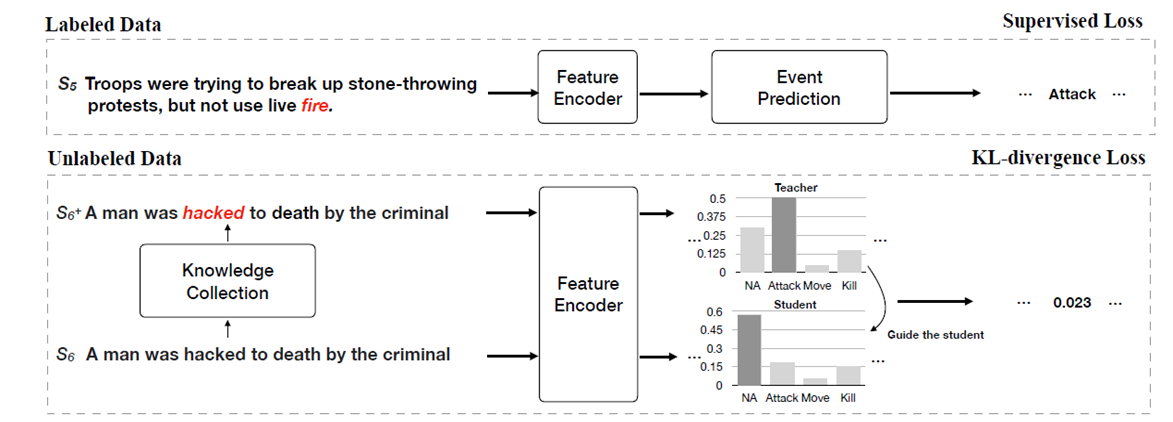 Labeled Data
Supervised Loss
S5 Troops were trying to break up stone-throwing
protests, but not use live fire.
Feature
Encoder
Event
Prediction
... Attack ...
Unlabeled Data
KL-divergence Loss
S6+ A man was hacked to death by the criminal
Knowledge
Collection
S6 A man was hacked to death by the criminal
Feature
Encoder
Teacher
0.5
0.375
0.25
0.125
0
... ...
NA Attack Move Kill
Student
0.6
0.45
0.3
0.15
0
... ...
NA Attack Move Kill
Guide the student
... 0.023 ...